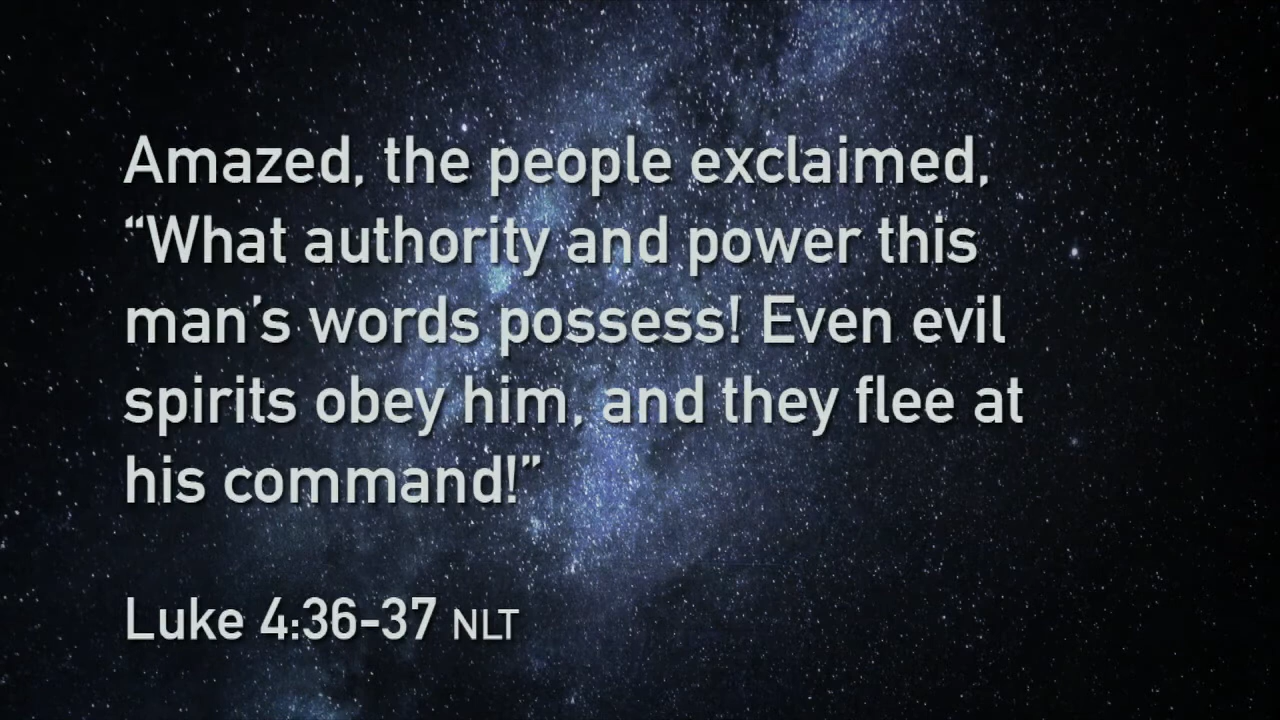 Amazed, the people exclaimed,
“What authority and power this
man’s words possess! Even evil
spirits obey him, and they flee at
his command!”
Luke 4:36-37 NLT